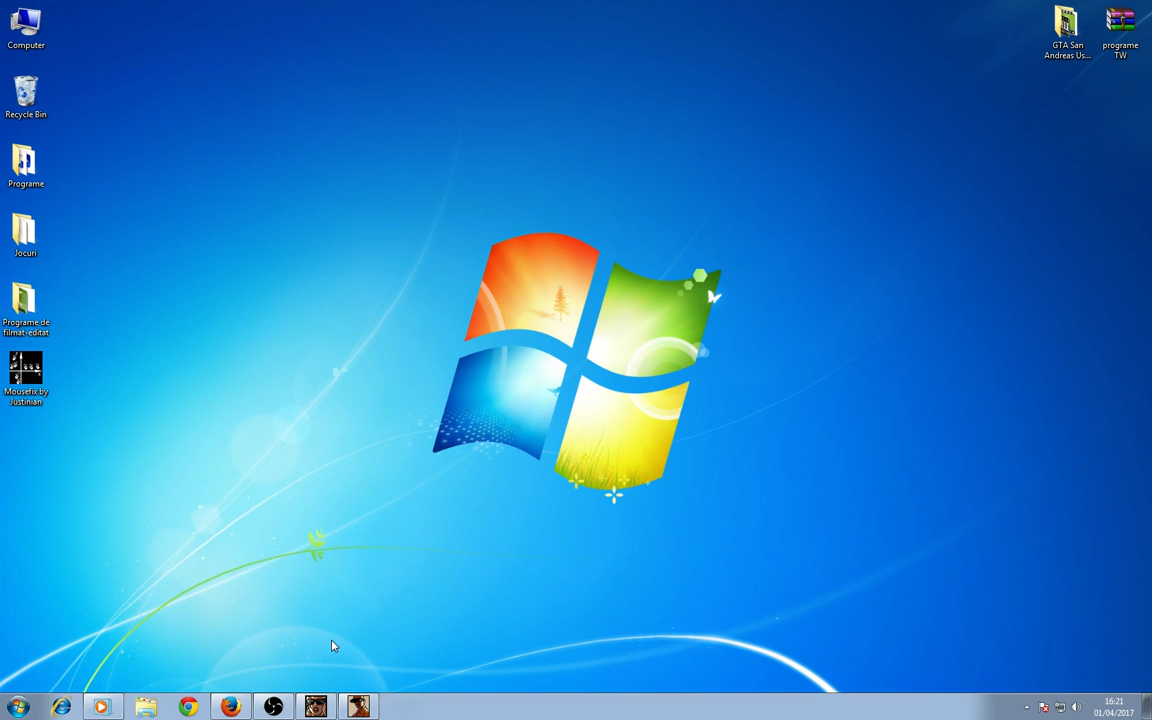 Computer
Recycle Bin
Programe
Jocuri
Programe de
filmat-editat
Mousefix by
Justinian
GTA San
Andreas Us...
programe
TW
16:21
01/04/2017